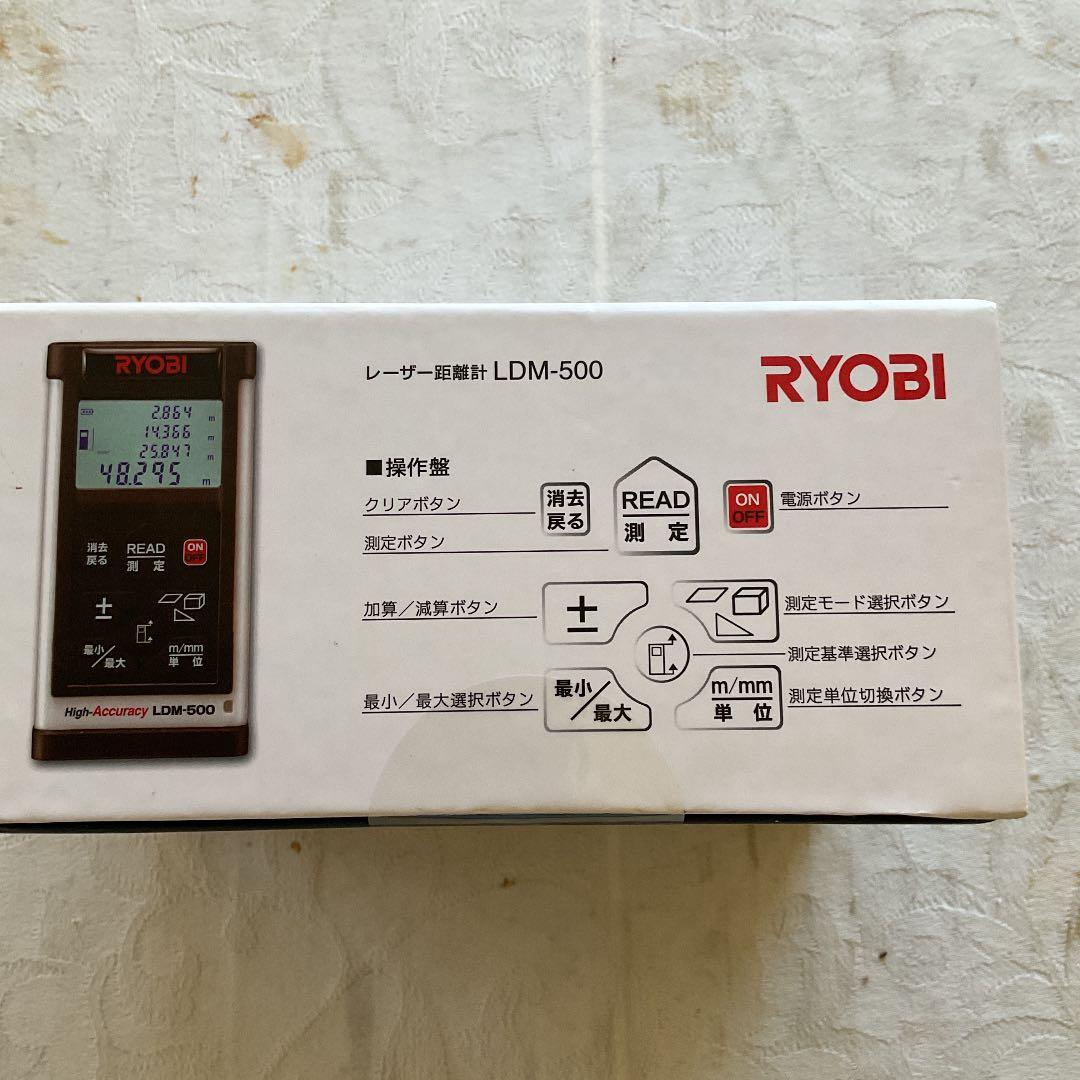 RYOBI
2.864 m
14.366 m
25.847 m
48.295 m
消去
戻る
READ
測 定
ON
OFF
±
最小
最大
m/mm
単 位
High-Accuracy LDM-500
レーザー距離計 LDM-500
RYOBI
■操作盤
クリアボタン
消去
戻る
READ
測 定
ON
OFF
電源ボタン
測定ボタン
加算／減算ボタン
±
測定モード選択ボタン
測定基準選択ボタン
最小／最大選択ボタン
最小
最大
m/mm
単 位
測定単位切換ボタン